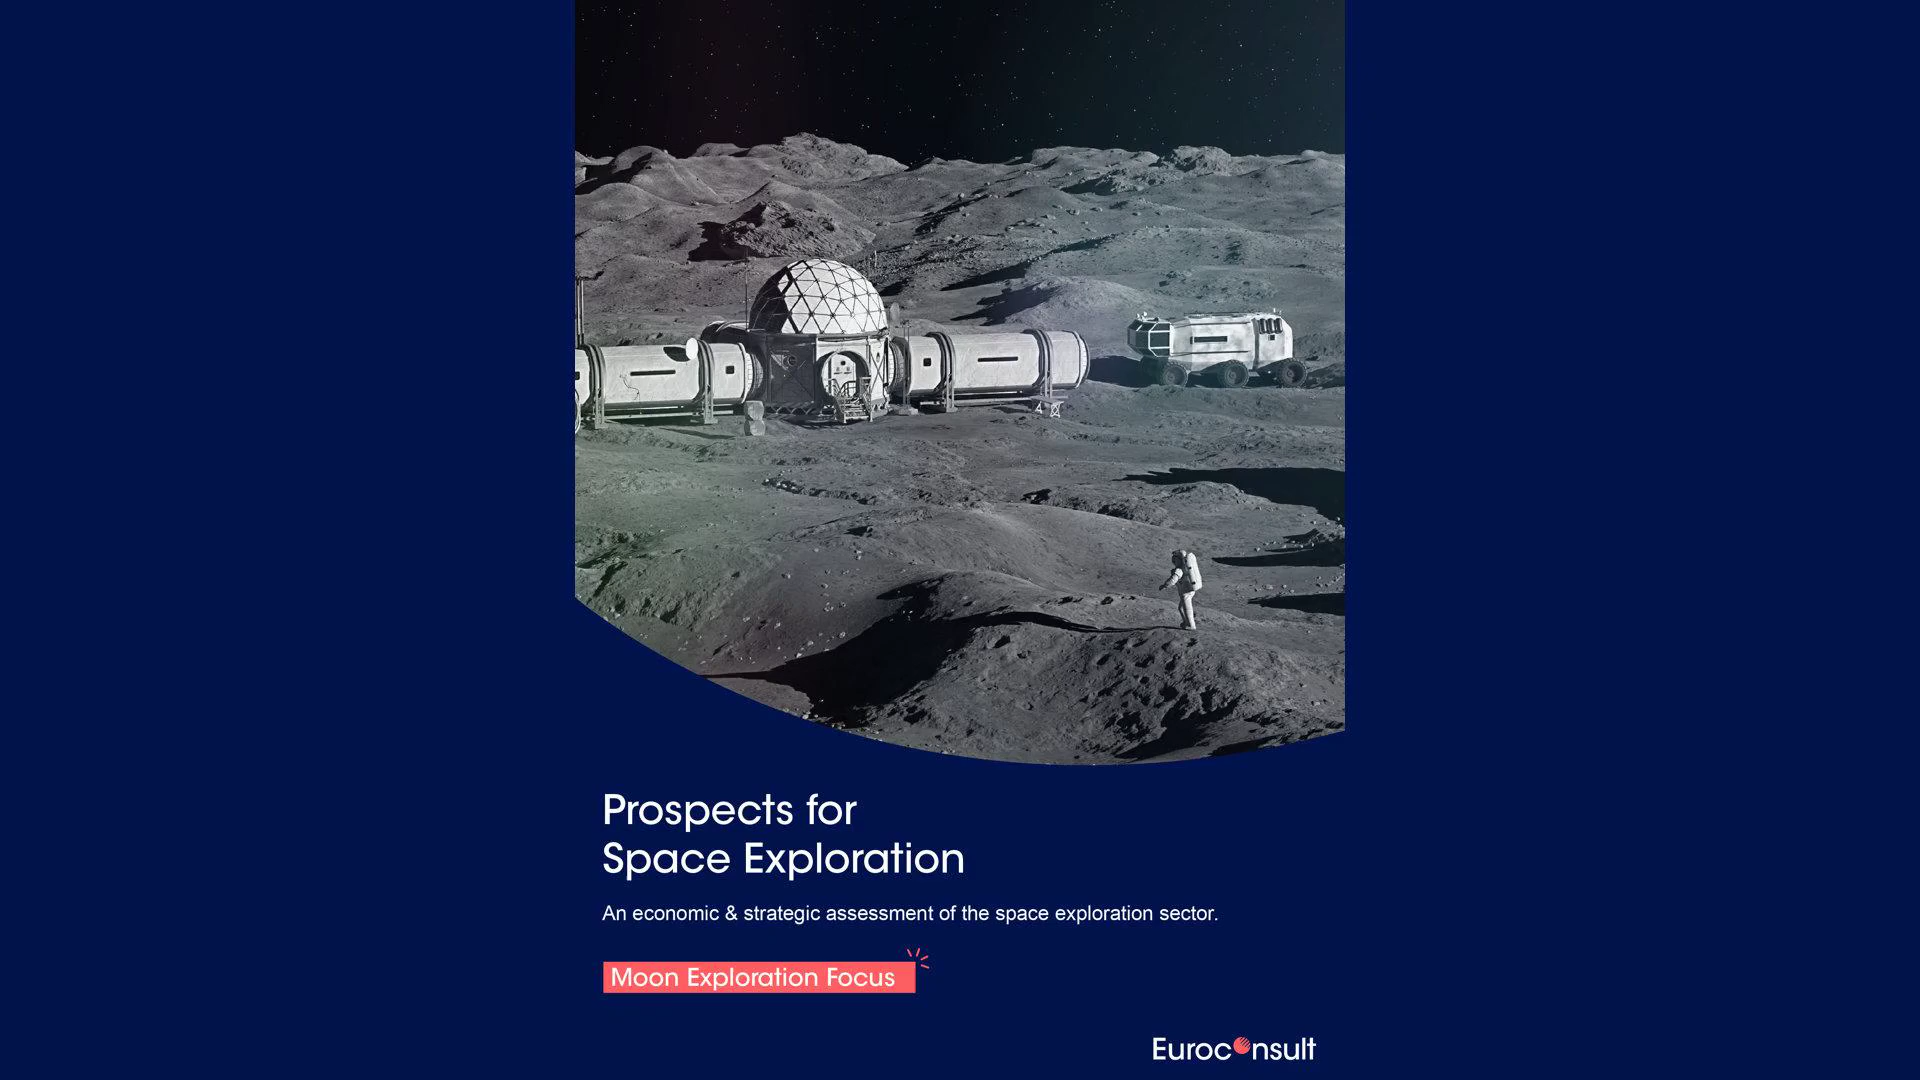 Prospects for
Space Exploration
An economic & strategic assessment of the space exploration sector.
Moon Exploration Focus
Euroconsult